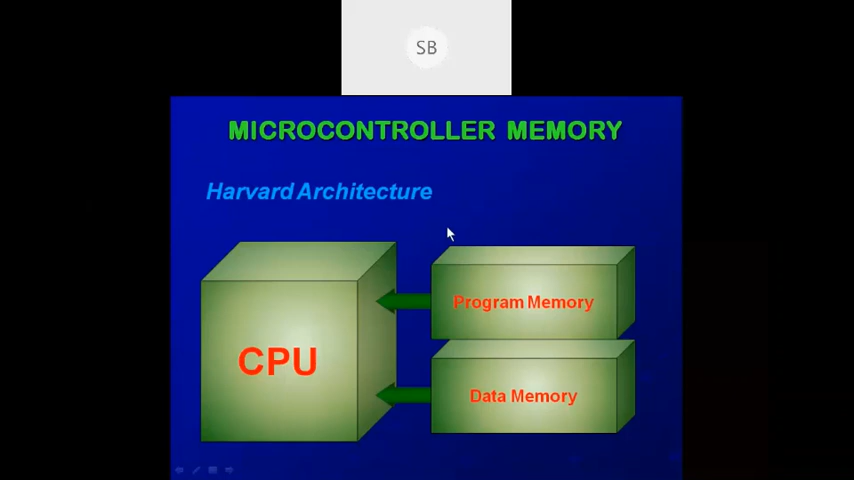 SB
MICROCONTROLLER MEMORY
Harvard Architecture
Program Memory
CPU
Data Memory